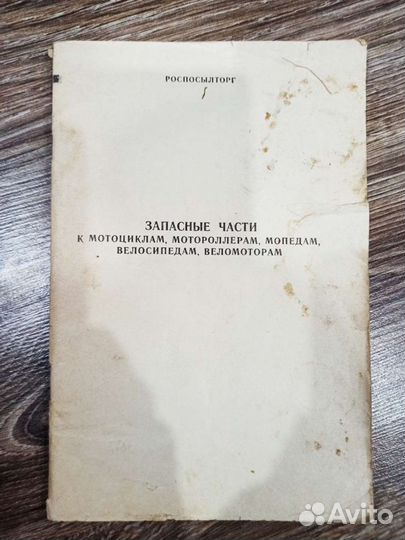 РОСПОСЫЛТОРГ
ЗАПАСНЫЕ ЧАСТИ
К МОТОЦИКЛАМ, МОТОРОЛЛЕРАМ, МОПЕДАМ,
ВЕЛОСИПЕДАМ, ВЕЛОМОТОРАМ
Avito